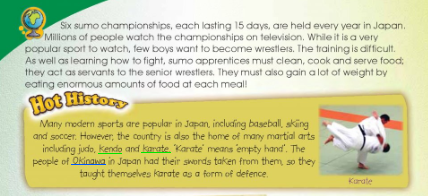 Six sumo championships, each lasting 15 days, are held every year in Japan.
Millions of people watch the championships on television. While it is a very
popular sport to watch, few boys want to become wrestlers. The training is difficult.
As well as learning how to fight, sumo apprentices must clean, cook and serve food;
they act as servants to the senior wrestlers. They must also gain a lot of weight by
eating enormous amounts of food at each meal!
Hot History
Many modern sports are popular in Japan, including baseball, skiing
and soccer. However, the country is also the home of many martial arts
including judo, Kendo and Karate. 'Karate' means 'empty hand'. The
people of Okinawa in Japan had their swords taken from them, so they
taught themselves Karate as a form of defence.
Karate